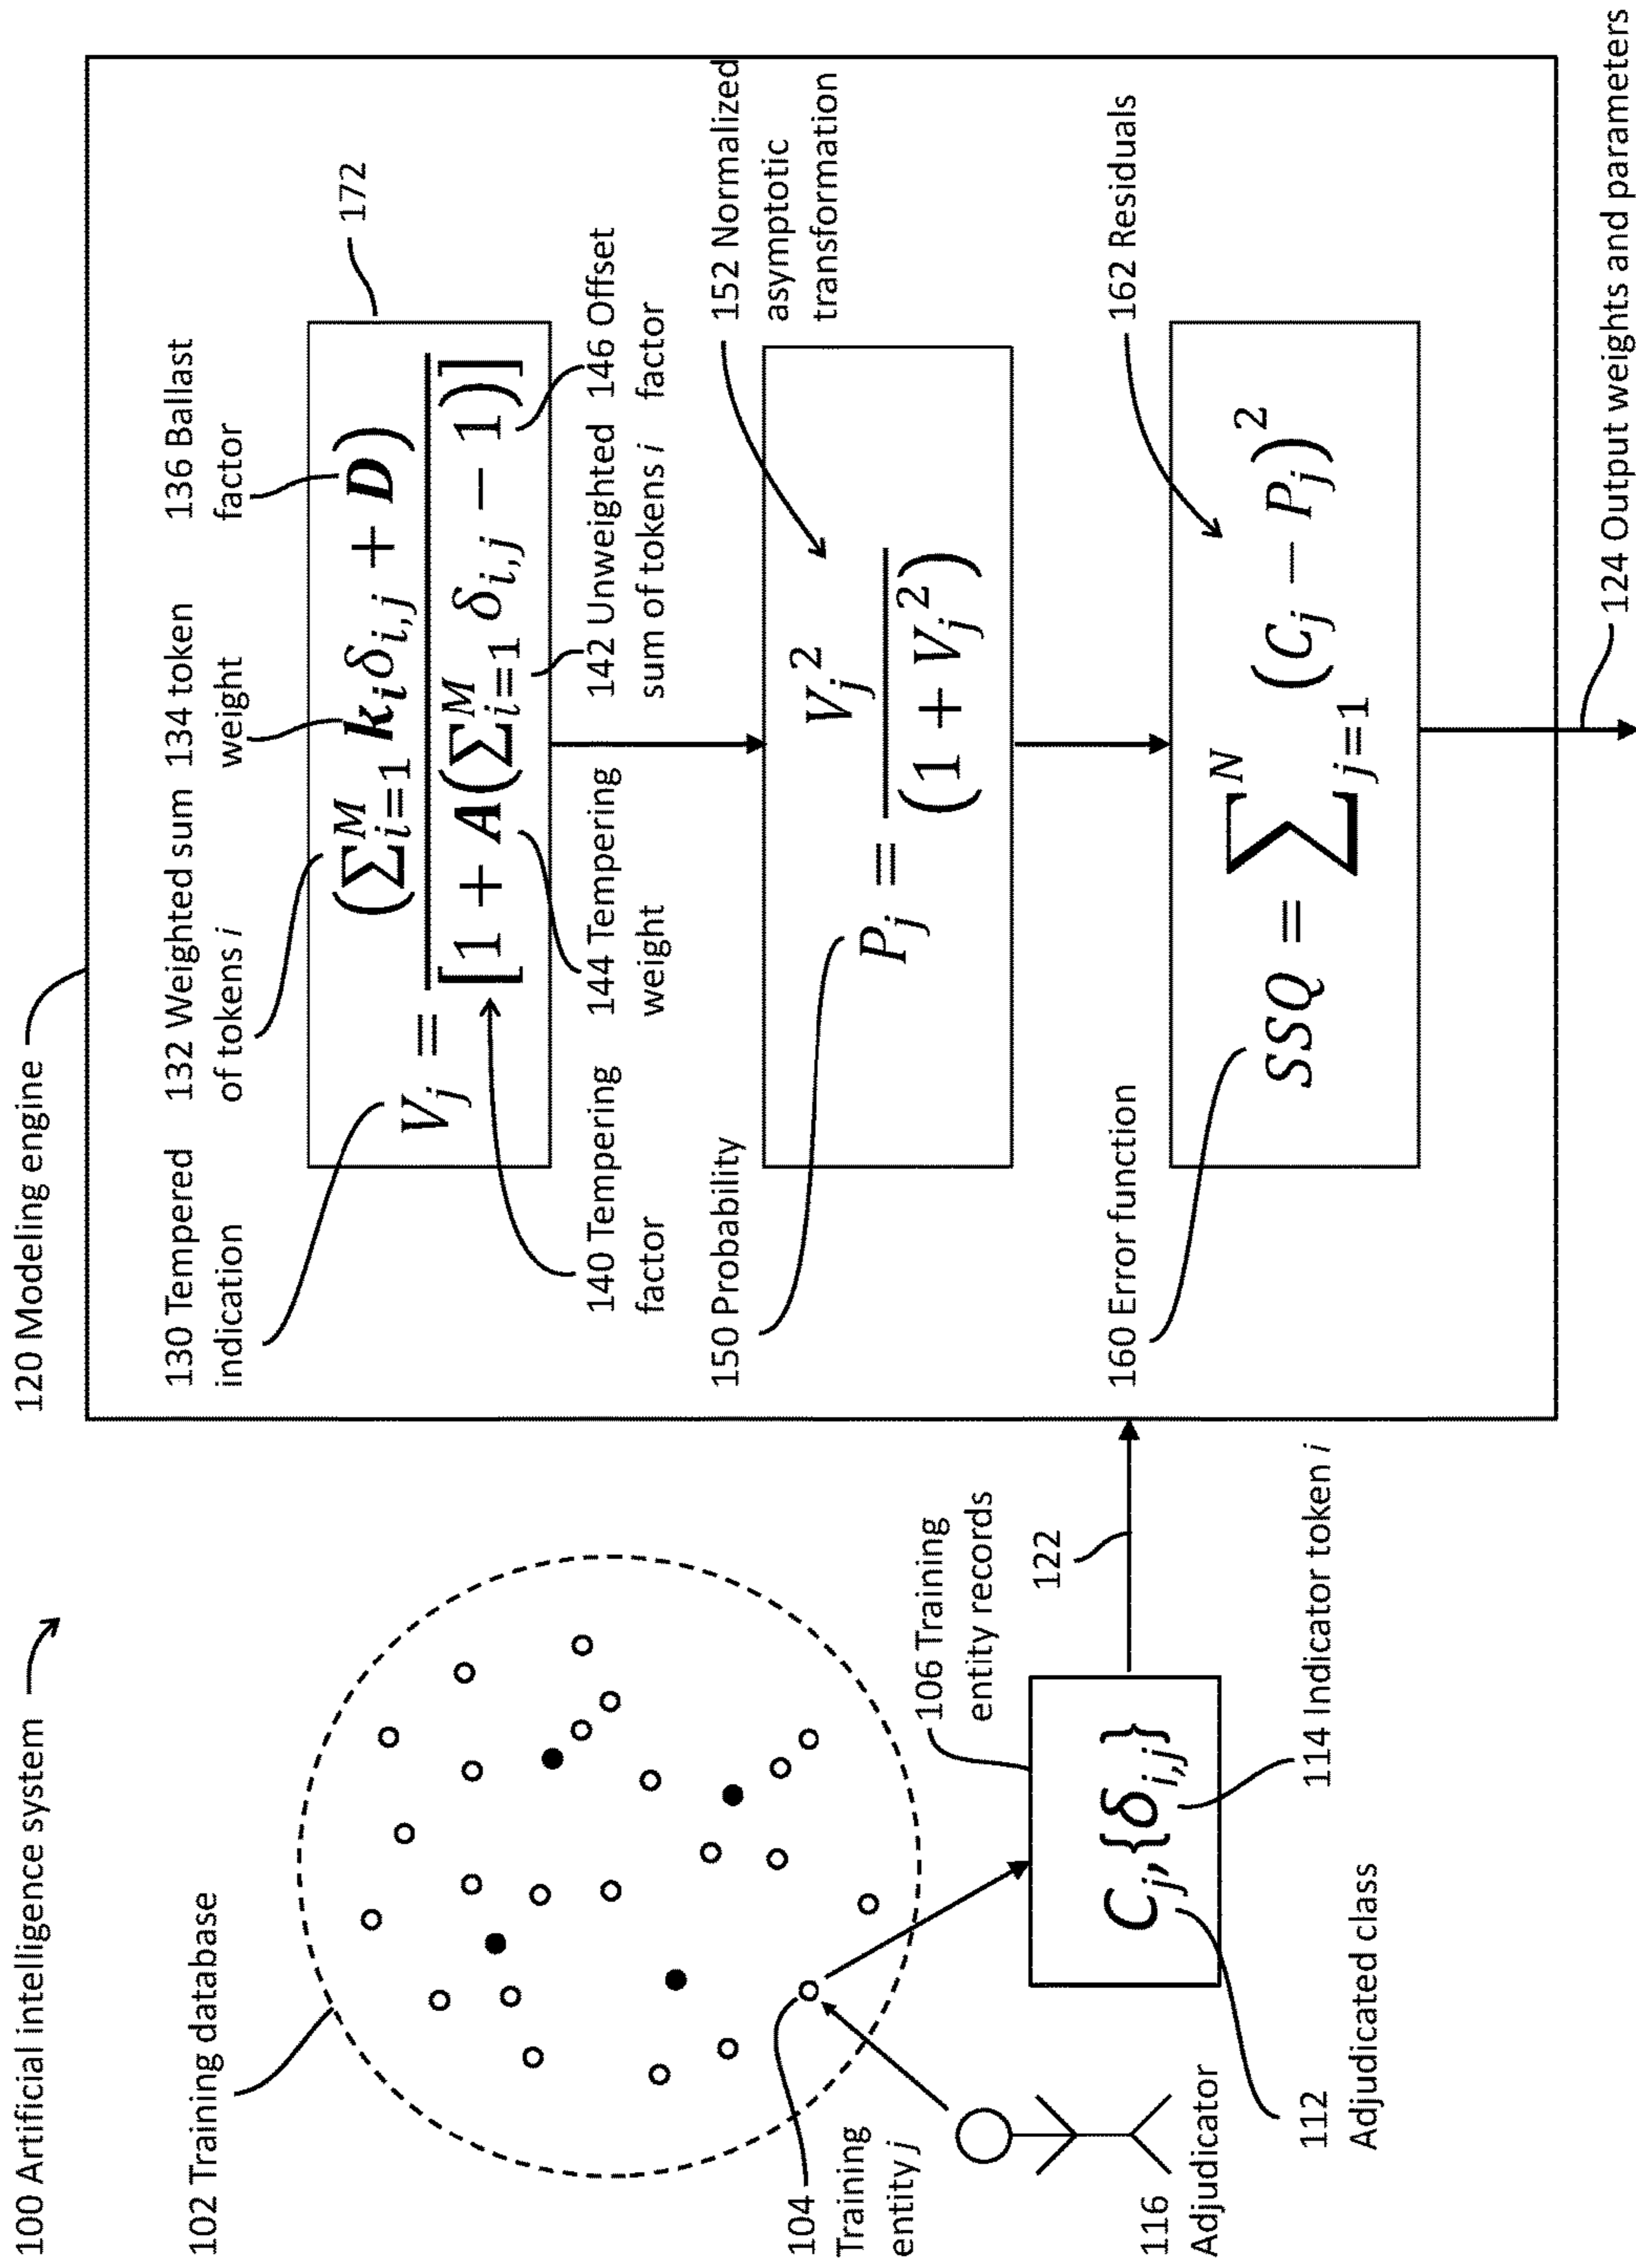 100 Artificial intelligence system
102 Training database
104
Training
entity j
116
Adjudicator
106 Training
entity records
C_j,{δ_{i,j}}
112
Adjudicated class
114 Indicator token i
122
120 Modeling engine
130 Tempered
indication
132 Weighted sum
of tokens i
134 token
weight
136 Ballast
factor
172
V_j = (∑_{i=1}^M k_i δ_{i,j} + D) / [1 + A(∑_{i=1}^M δ_{i,j} − 1)]
140 Tempering
factor
144 Tempering
weight
142 Unweighted
sum of tokens i
146 Offset
factor
150 Probability
152 Normalized
asymptotic
transformation
P_j = V_j^2 / (1 + V_j^2)
160 Error function
162 Residuals
SSQ = ∑_{j=1}^N (C_j − P_j)^2
124 Output weights and parameters